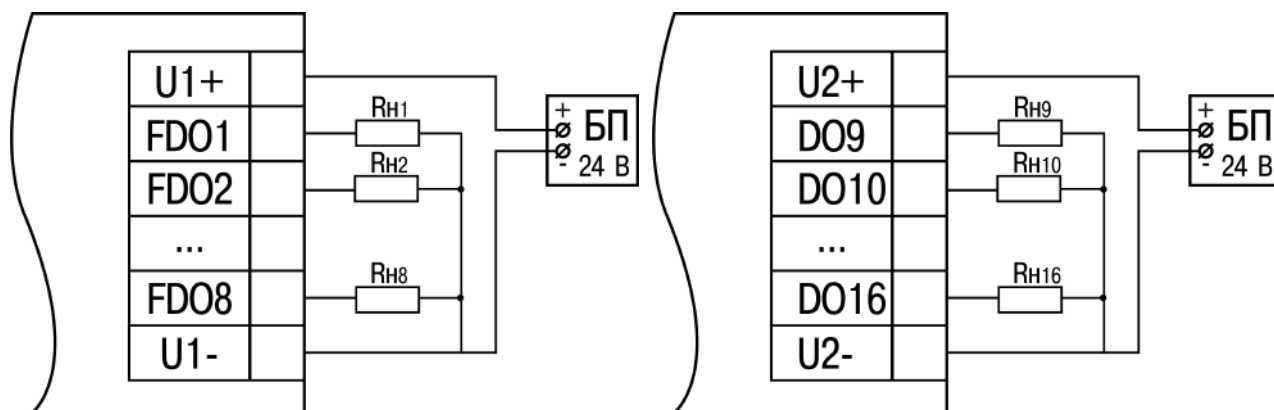 U1+
FDO1
FDO2
...
FDO8
U1-
RН1
RН2
RН8
+
БП
-
24 В
U2+
DO9
DO10
...
DO16
U2-
RН9
RН10
RН16
+
БП
-
24 В